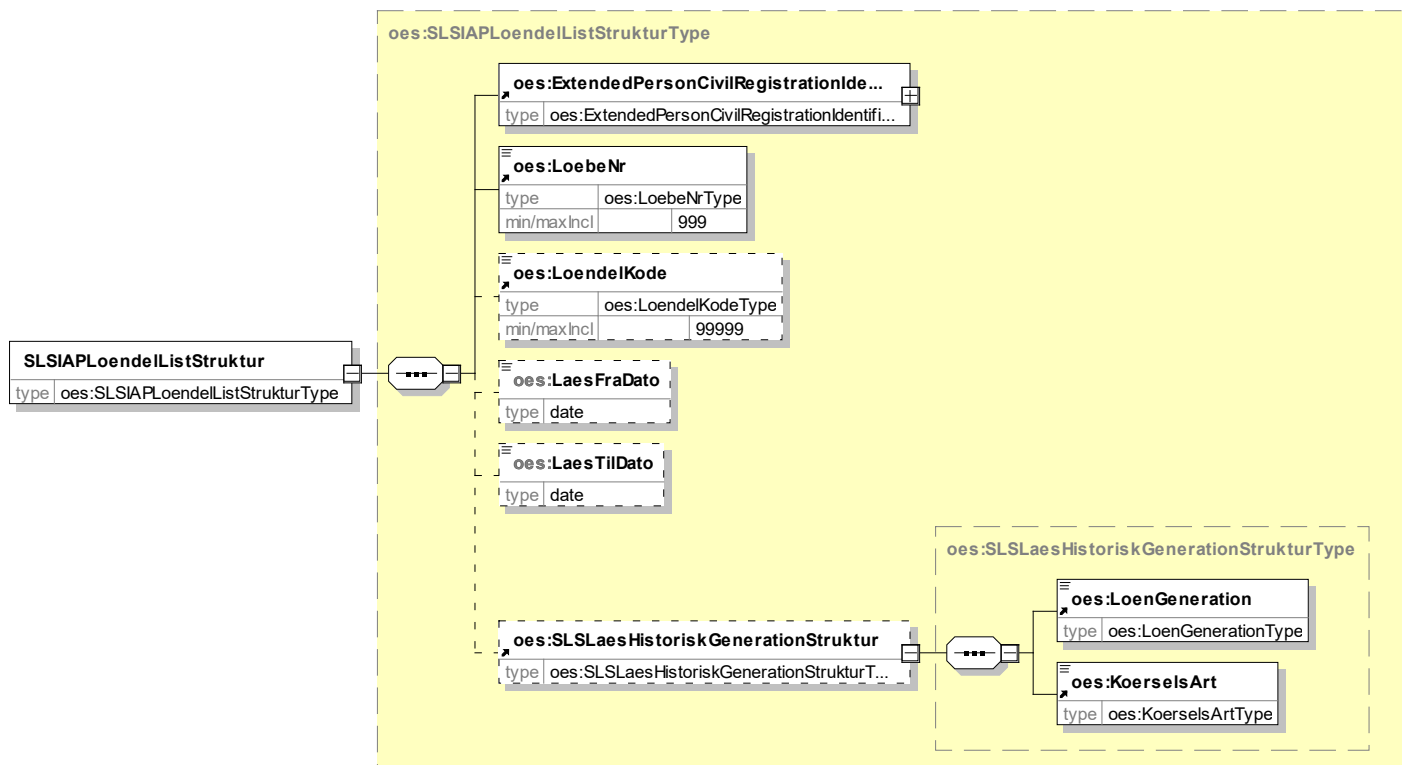 oes:SLSIAPLoendelListStrukturType
oes:ExtendedPersonCivilRegistrationIde...
type oes:ExtendedPersonCivilRegistrationIdentifi...
oes:LoebeNr
type oes:LoebeNrType
min/maxIncl 999
oes:LoendelKode
type oes:LoendelKodeType
min/maxIncl 99999
SLSIAPLoendelListStruktur
type oes:SLSIAPLoendelListStrukturType
oes:LaesFraDato
type date
oes:LaesTilDato
type date
oes:SLSLaesHistoriskGenerationStruktur
type oes:SLSLaesHistoriskGenerationStrukturT...
oes:SLSLaesHistoriskGenerationStrukturType
oes:LoenGeneration
type oes:LoenGenerationType
oes:KoerselsArt
type oes:KoerselsArtType